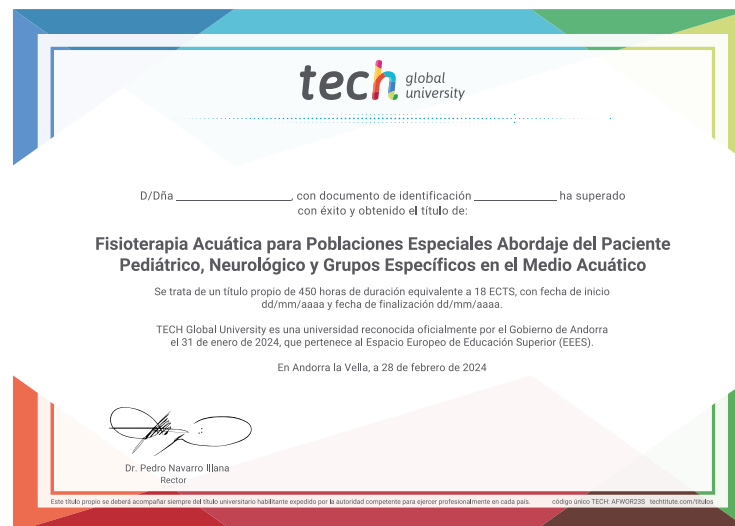 tech global university
D/Dña ____________________, con documento de identificación ______________ ha superado
con éxito y obtenido el título de:
Fisioterapia Acuática para Poblaciones Especiales Abordaje del Paciente
Pediátrico, Neurológico y Grupos Específicos en el Medio Acuático
Se trata de un título propio de 450 horas de duración equivalente a 18 ECTS, con fecha de inicio
dd/mm/aaaa y fecha de finalización dd/mm/aaaa.
TECH Global University es una universidad reconocida oficialmente por el Gobierno de Andorra
el 31 de enero de 2024, que pertenece al Espacio Europeo de Educación Superior (EEES).
En Andorra la Vella, a 28 de febrero de 2024
Dr. Pedro Navarro Illana
Rector
Este título propio se deberá acompañar siempre del título universitario habilitante expedido por la autoridad competente para ejercer profesionalmente en cada país. código único TECH: AFWOR23S techtitute.com/titulos